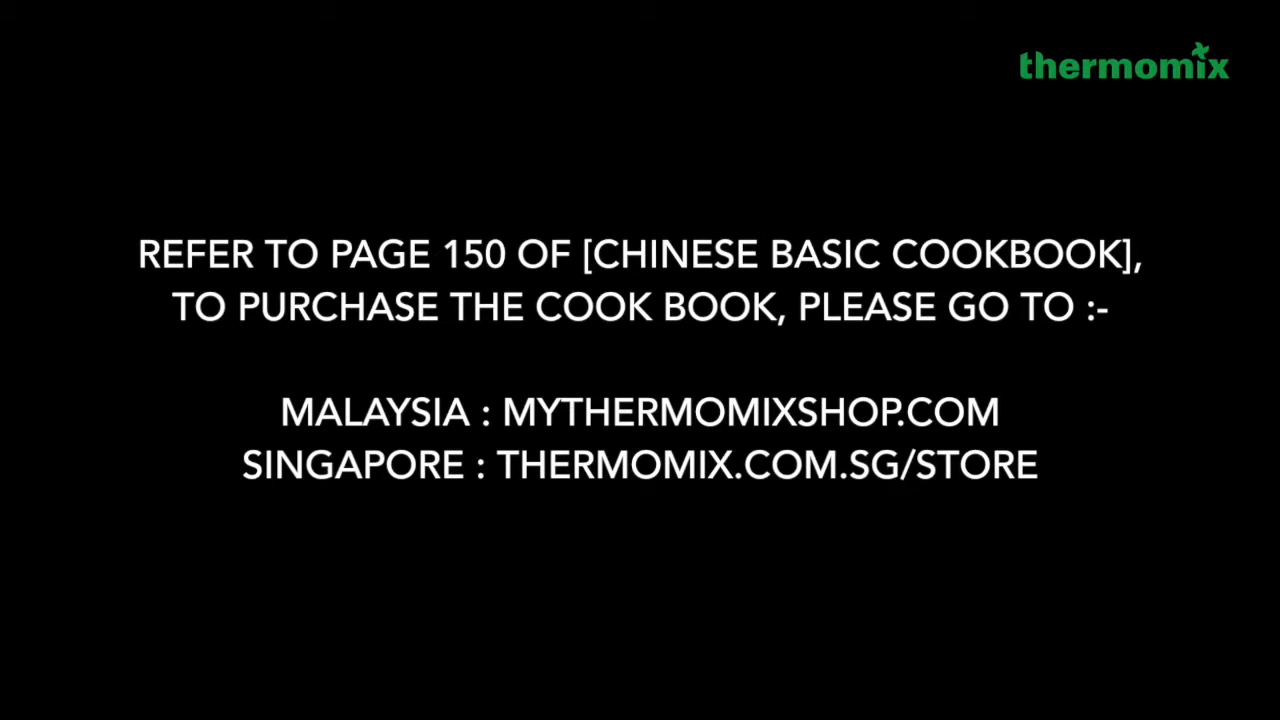 thermomix
REFER TO PAGE 150 OF [CHINESE BASIC COOKBOOK],
TO PURCHASE THE COOK BOOK, PLEASE GO TO :-
MALAYSIA : MYTHERMOMIXSHOP.COM
SINGAPORE : THERMOMIX.COM.SG/STORE